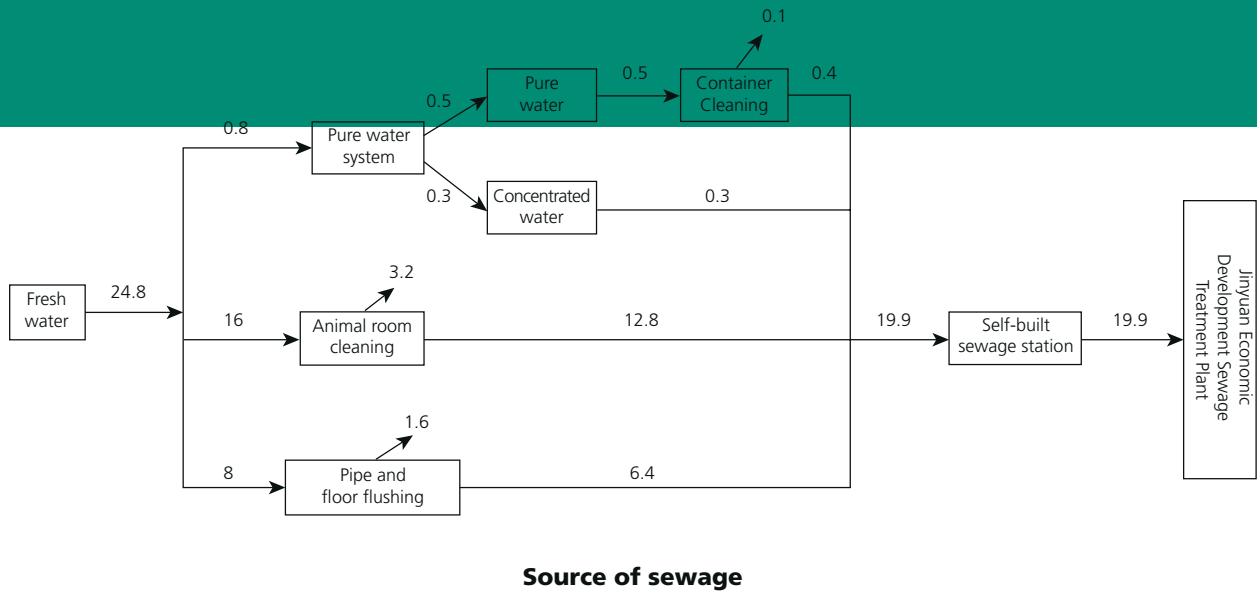 0.1
Pure
water
0.5
Container
Cleaning
0.4
0.5
0.8
Pure water
system
0.3
Concentrated
water
0.3
Fresh
water
24.8
3.2
16
Animal room
cleaning
12.8
19.9
Self-built
sewage station
19.9
Jinyuan Economic
Development Sewage
Treatment Plant
1.6
8
Pipe and
floor flushing
6.4
Source of sewage